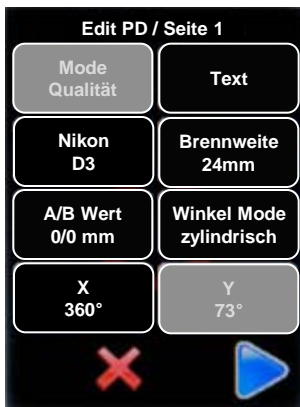 Edit PD / Seite 1
Mode
Qualität
Text
Nikon
D3
Brennweite
24mm
A/B Wert
0/0 mm
Winkel Mode
zylindrisch
X
360°
Y
73°